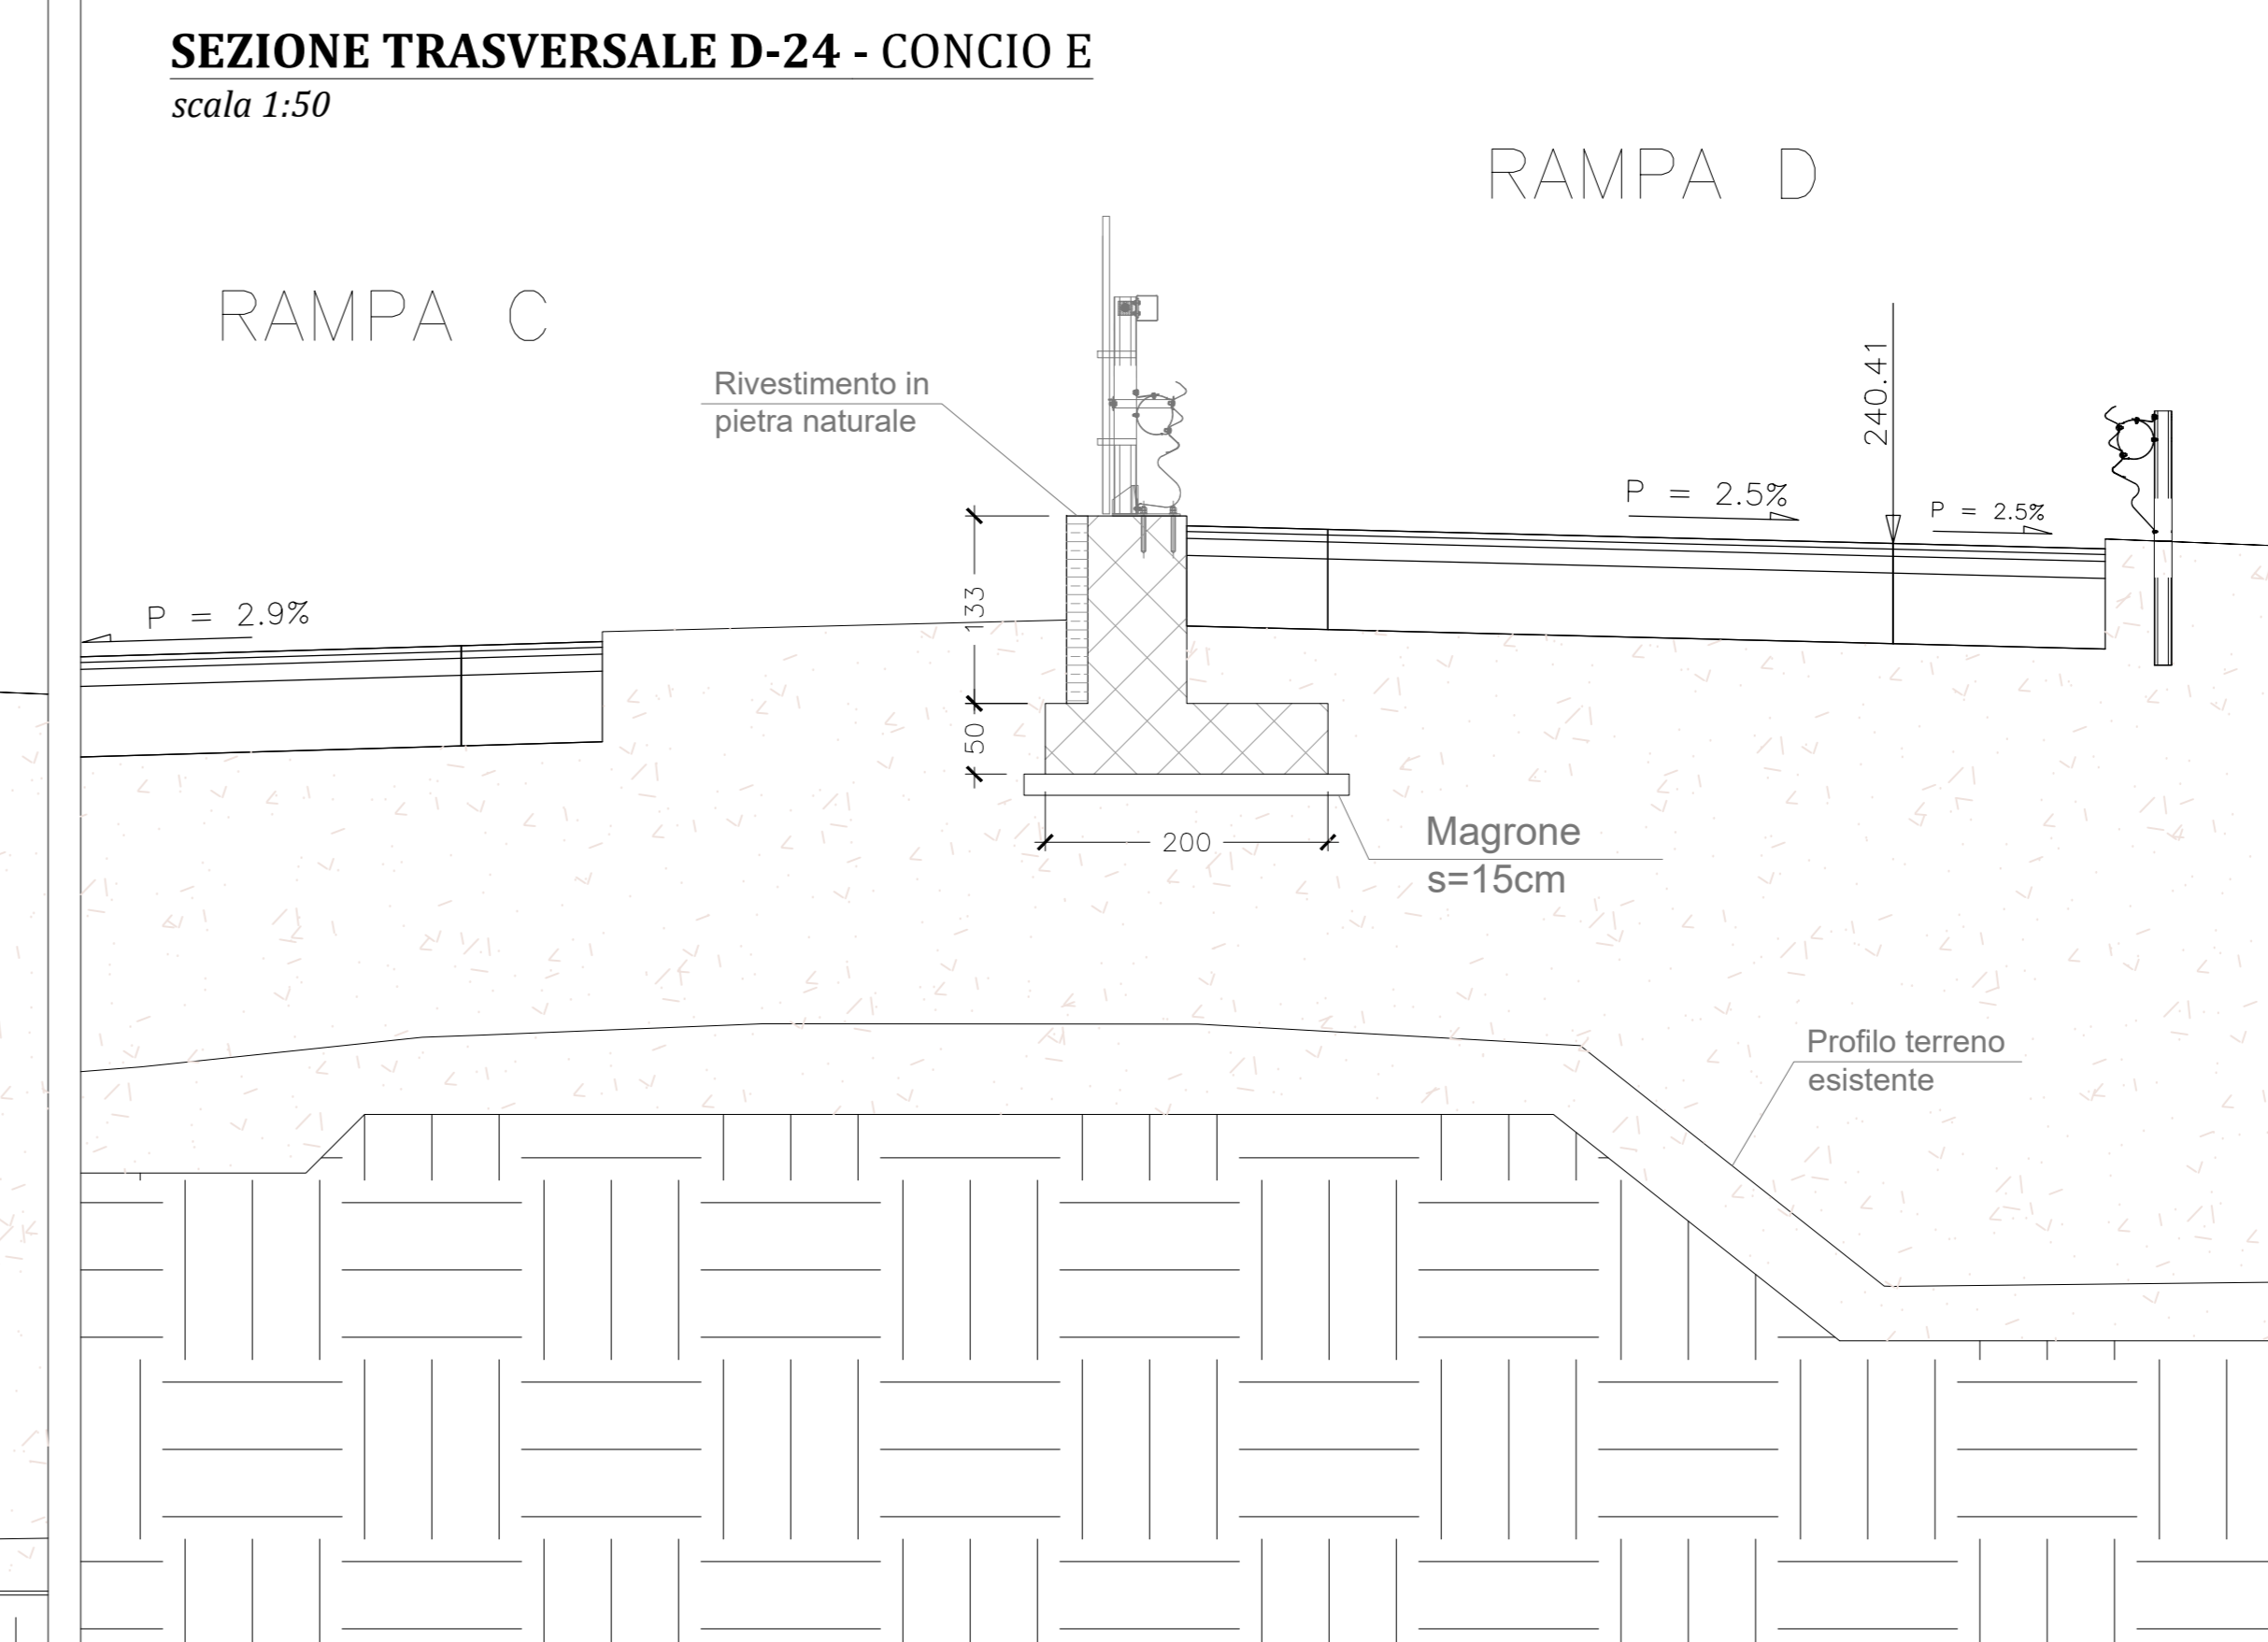 SEZIONE TRASVERSALE D-24 - CONCIO E
scala 1:50
RAMPA D
RAMPA C
Rivestimento in
pietra naturale
240.41
P = 2.5%
P = 2.5%
P = 2.9%
133
50
200
Magrone
s=15cm
Profilo terreno
esistente